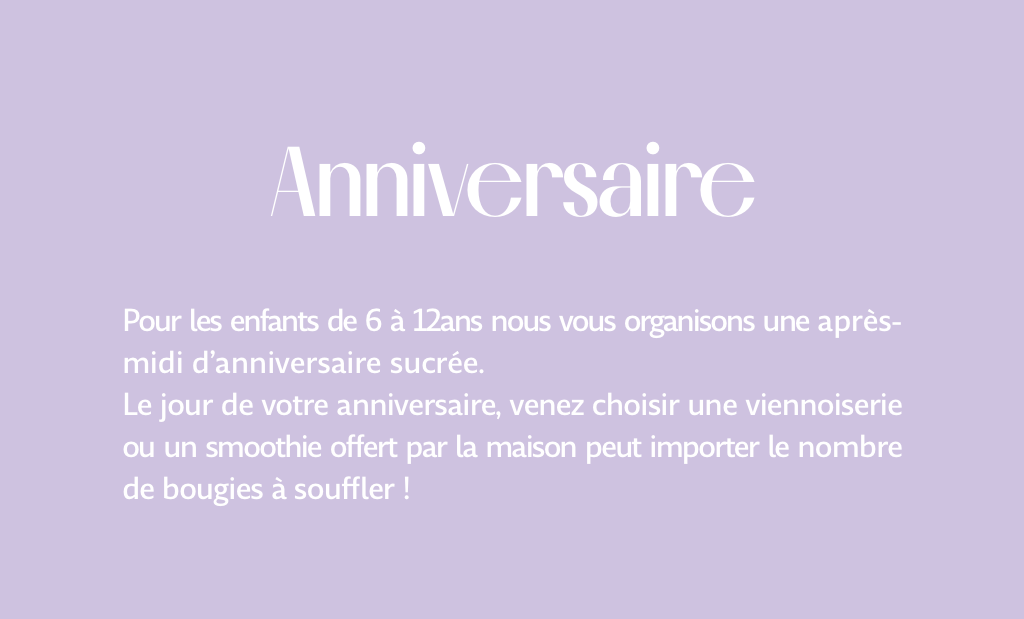 Anniversaire
Pour les enfants de 6 à 12ans nous vous organisons une après-
midi d’anniversaire sucrée.
Le jour de votre anniversaire, venez choisir une viennoiserie
ou un smoothie offert par la maison peut importer le nombre
de bougies à souffler !